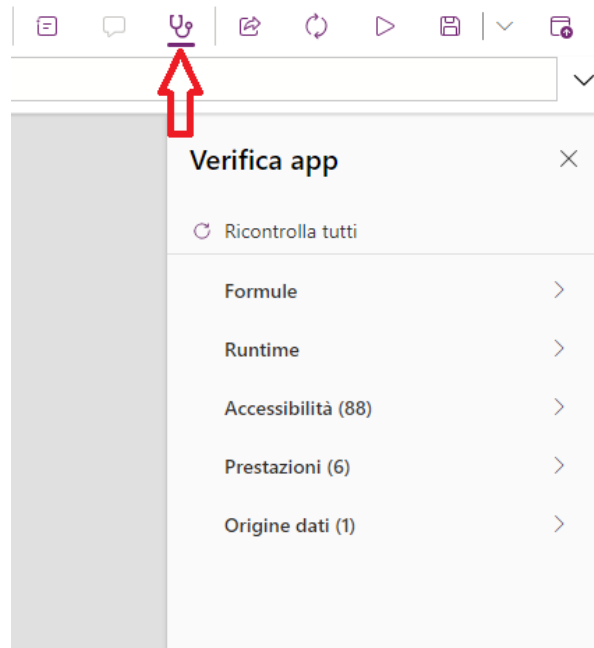 Verifica app
Ricontrolla tutti
Formule
Runtime
Accessibilità (88)
Prestazioni (6)
Origine dati (1)